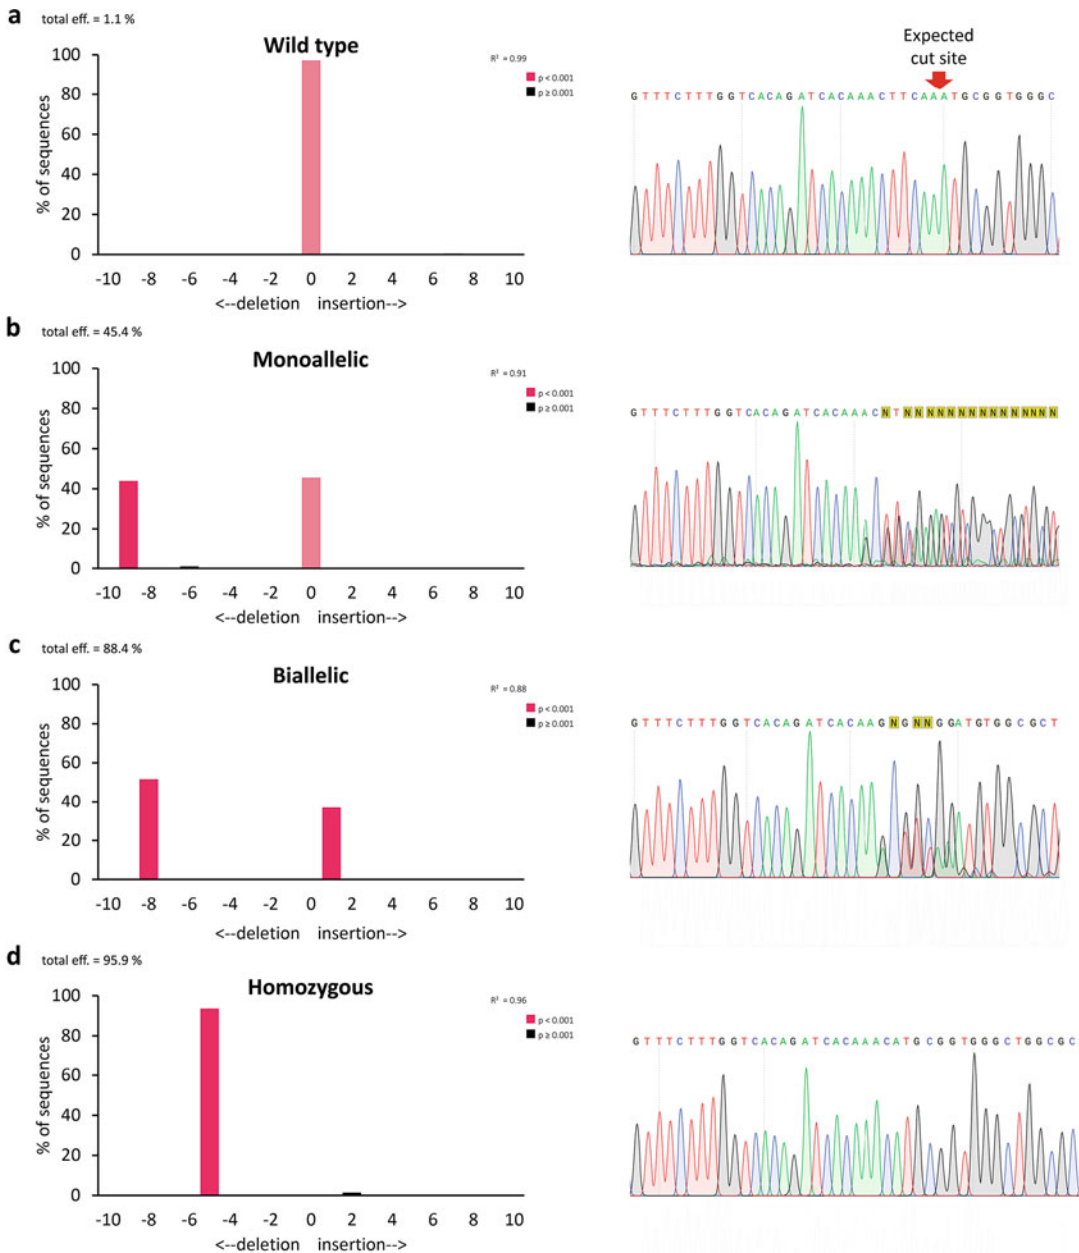 a
total eff. = 1.1 %
Wild type
R² = 0.99
p < 0.001
p ≥ 0.001
% of sequences
100
80
60
40
20
0
-10 -8 -6 -4 -2 0 2 4 6 8 10
<--deletion insertion-->
Expected
cut site
GTTTCTTTGGTCACAGATCACAAACTTCAAATGCGGTGGGC
b
total eff. = 45.4 %
Monoallelic
R² = 0.91
p < 0.001
p ≥ 0.001
% of sequences
100
80
60
40
20
0
-10 -8 -6 -4 -2 0 2 4 6 8 10
<--deletion insertion-->
GTTTCTTTGGTCACAGATCACAAACNTNNNNNNNNNNNNNNN
c
total eff. = 88.4 %
Biallelic
R² = 0.88
p < 0.001
p ≥ 0.001
% of sequences
100
80
60
40
20
0
-10 -8 -6 -4 -2 0 2 4 6 8 10
<--deletion insertion-->
GTTTCTTTGGTCACAGATCACAAGNGNNGGATGTGGCGCT
d
total eff. = 95.9 %
Homozygous
R² = 0.96
p < 0.001
p ≥ 0.001
% of sequences
100
80
60
40
20
0
-10 -8 -6 -4 -2 0 2 4 6 8 10
<--deletion insertion-->
GTTTCTTTGGTCACAGATCACAAACATGCGGTGGGCTGGCGC